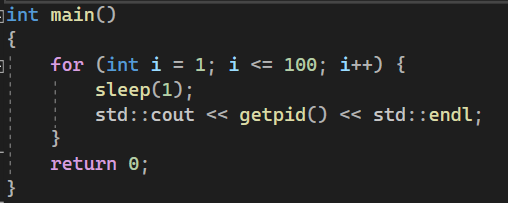 int main()
{
    for (int i = 1; i <= 100; i++) {
        sleep(1);
        std::cout << getpid() << std::endl;
    }
    return 0;
}